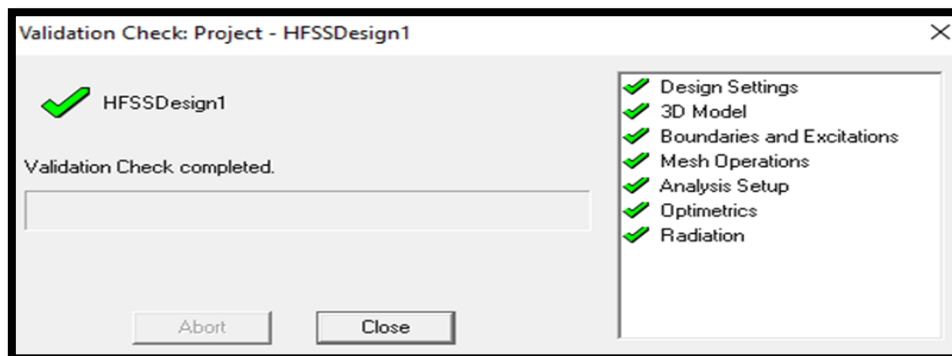 Validation Check: Project - HFSSDesign1
HFSSDesign1
Validation Check completed.
Abort
Close
Design Settings
3D Model
Boundaries and Excitations
Mesh Operations
Analysis Setup
Optimetrics
Radiation